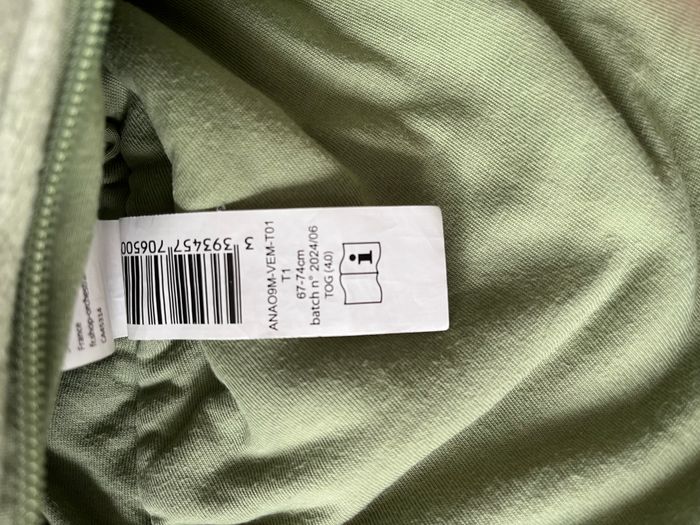 3 393457 706500
ANAO9M-VEM-T01
T1
67-74cm
batch n° 2024/06
TOG (4.0)
i
France